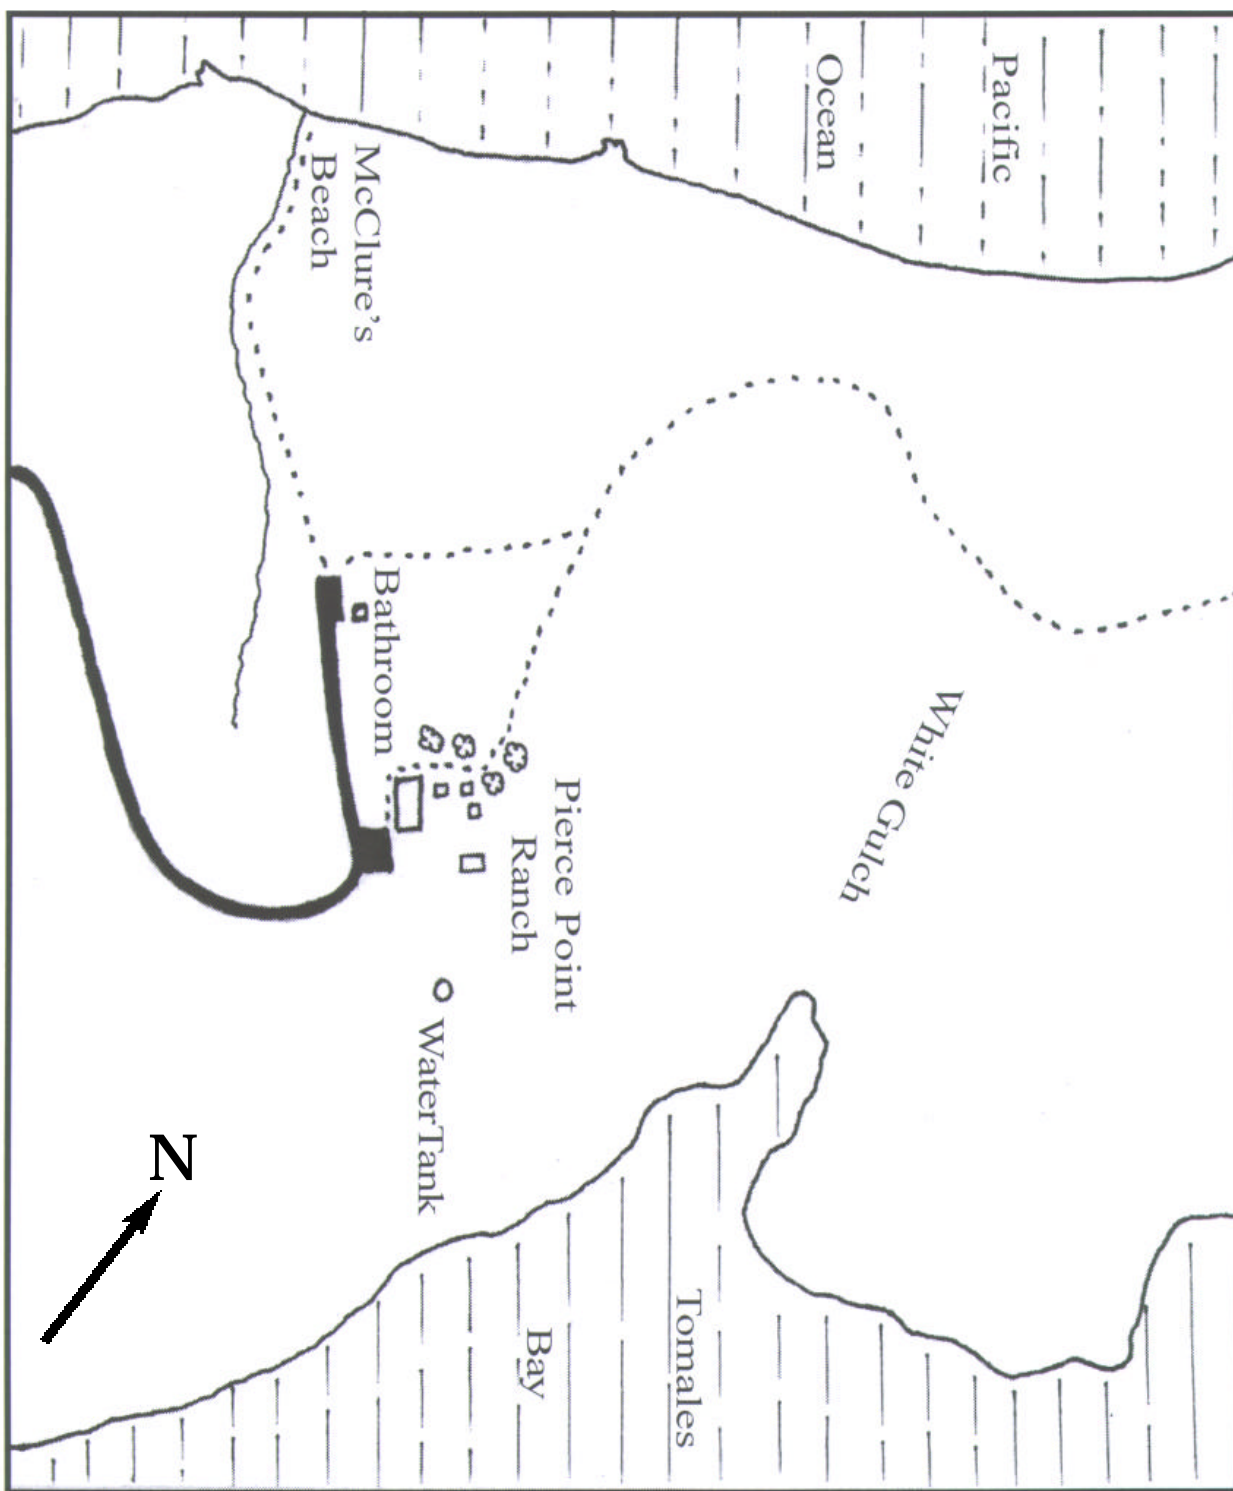 Pacific
Ocean
McClure's
Beach
Bathroom
Pierce Point
Ranch
White Gulch
Water Tank
Tomales
Bay
N